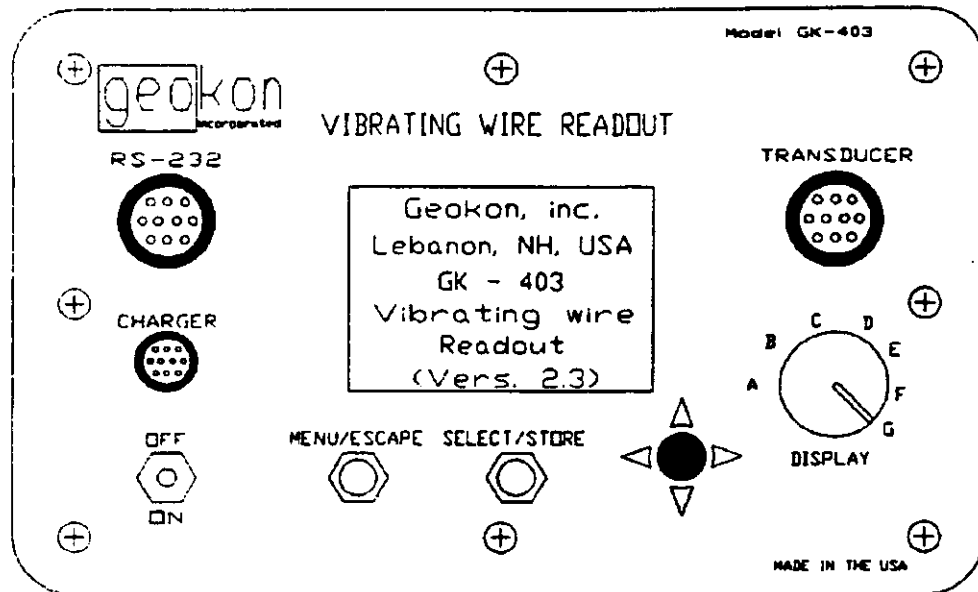 Model GK-403
geokon
incorporated
VIBRATING WIRE READOUT
RS-232
TRANSDUCER
Geokon, inc.
Lebanon, NH, USA
GK - 403
Vibrating wire
Readout
(Vers. 2.3)
CHARGER
A
B
C
D
E
F
G
DISPLAY
OFF
ON
MENU/ESCAPE
SELECT/STORE
MADE IN THE USA